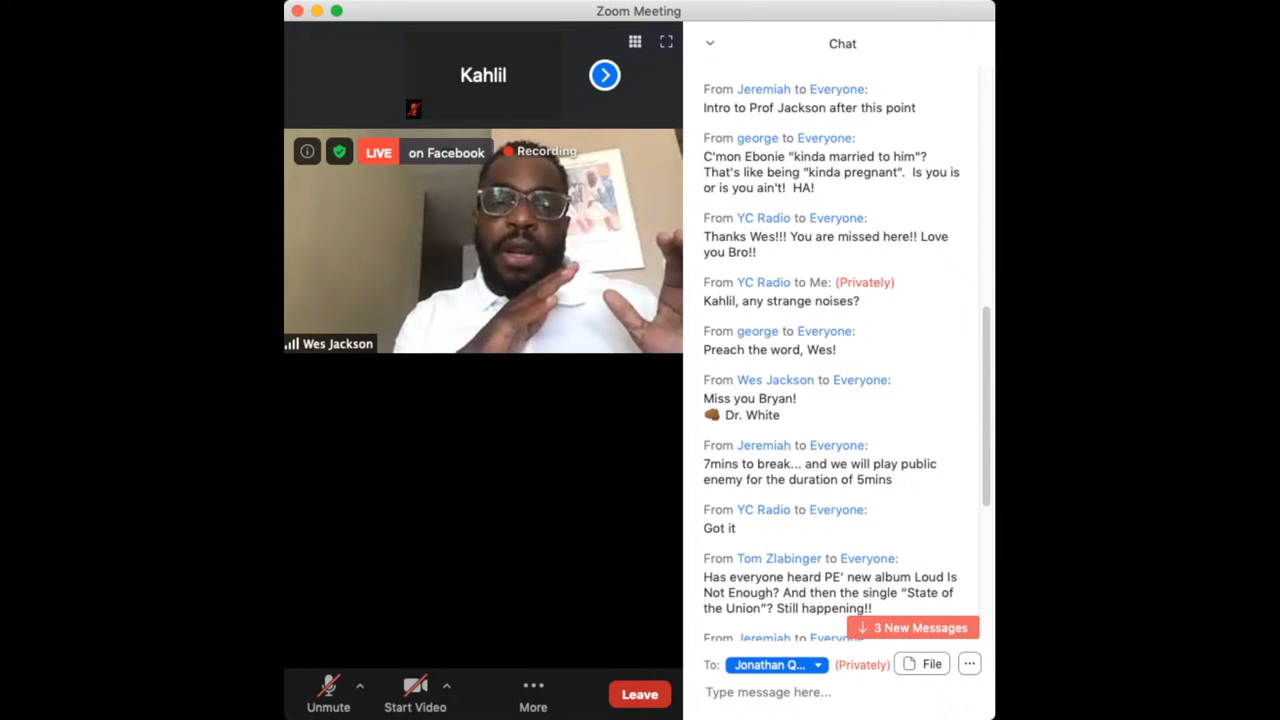 Zoom Meeting
Kahlil
LIVE on Facebook
Recording
Wes Jackson
Unmute
Start Video
More
Leave
Chat
From Jeremiah to Everyone:
Intro to Prof Jackson after this point
From george to Everyone:
C'mon Ebonie "kinda married to him"?
That's like being "kinda pregnant". Is you is
or is you ain't! HA!
From YC Radio to Everyone:
Thanks Wes!!! You are missed here!! Love
you Bro!!
From YC Radio to Me: (Privately)
Kahlil, any strange noises?
From george to Everyone:
Preach the word, Wes!
From Wes Jackson to Everyone:
Miss you Bryan!
👊🏾 Dr. White
From Jeremiah to Everyone:
7mins to break... and we will play public
enemy for the duration of 5mins
From YC Radio to Everyone:
Got it
From Tom Zlabinger to Everyone:
Has everyone heard PE’ new album Loud Is
Not Enough? And then the single “State of
the Union”? Still happening!!
3 New Messages
From Jeremiah to Everyone
To: Jonathan Q... (Privately) File
Type message here...